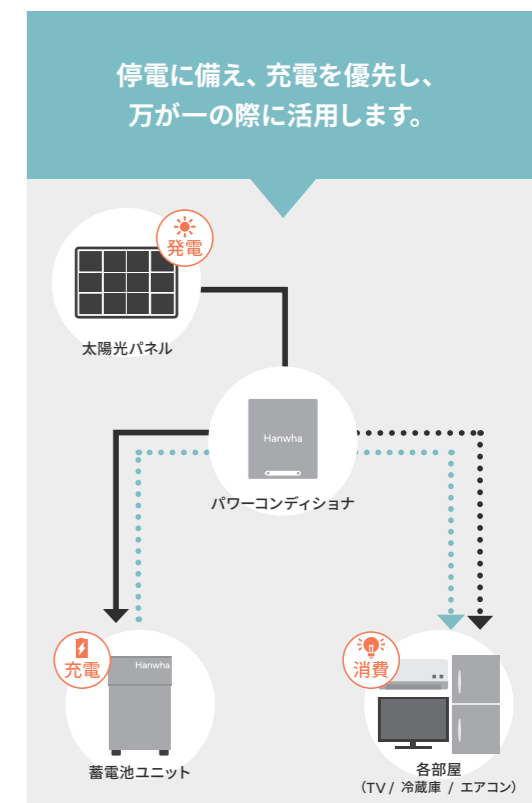 停電に備え、充電を優先し、
万が一の際に活用します。
発電
太陽光パネル
Hanwha
パワーコンディショナ
充電
Hanwha
蓄電池ユニット
消費
各部屋
（TV / 冷蔵庫 / エアコン）